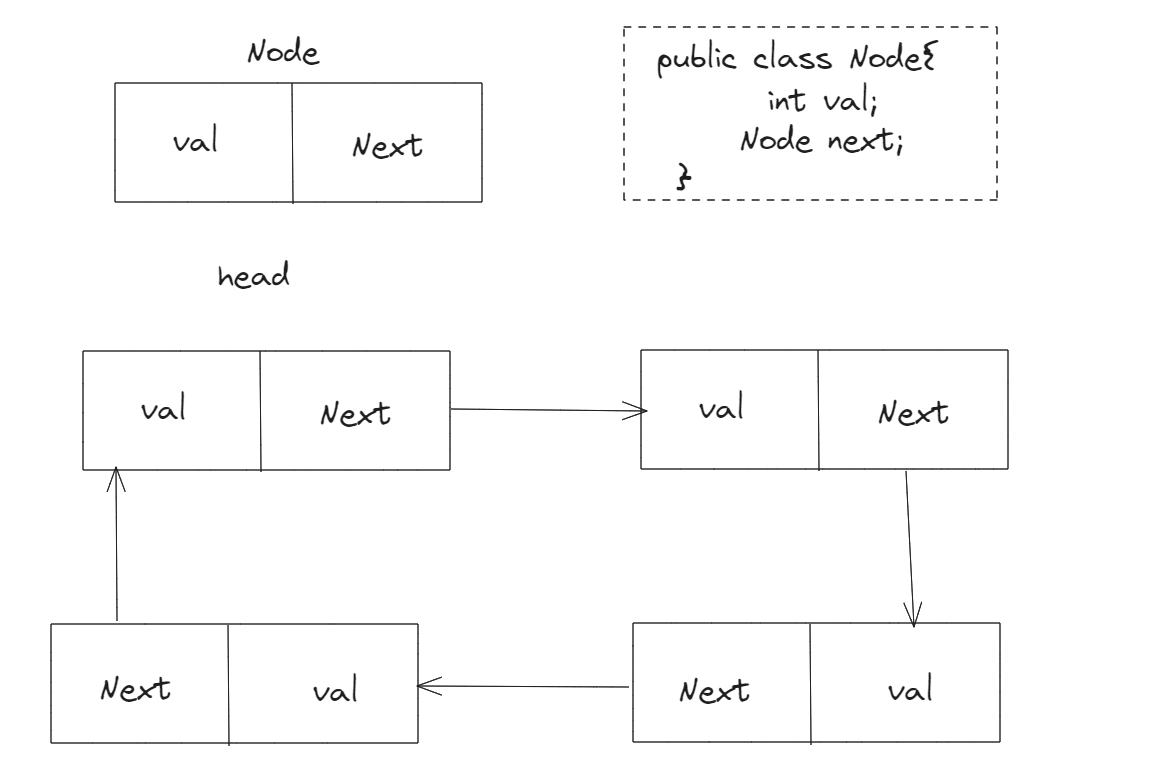 Node
val Next
public class Node{
int val;
Node next;
}
head
val Next
val Next
Next val
Next val